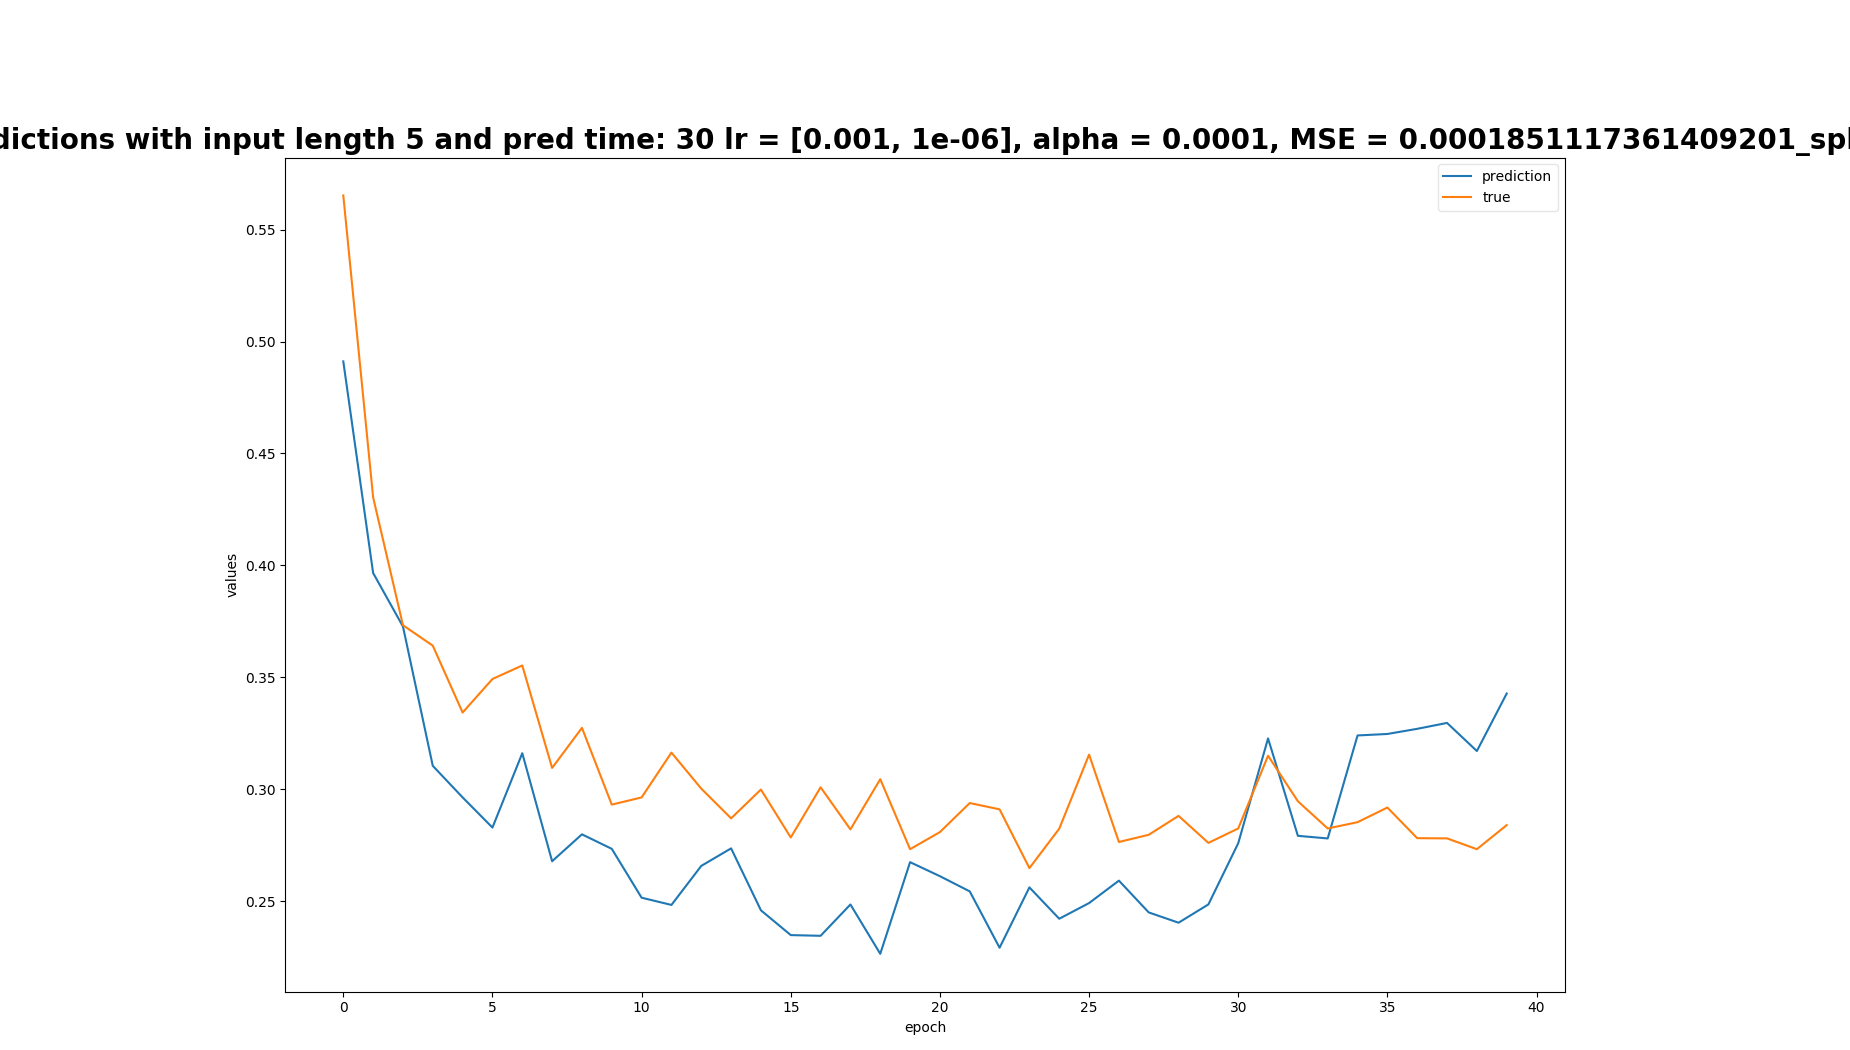 dictions with input length 5 and pred time: 30 lr = [0.001, 1e-06], alpha = 0.0001, MSE = 0.0001851117361409201_spl
prediction
true
0.55
0.50
0.45
0.40
0.35
0.30
0.25
values
0 5 10 15 20 25 30 35 40
epoch